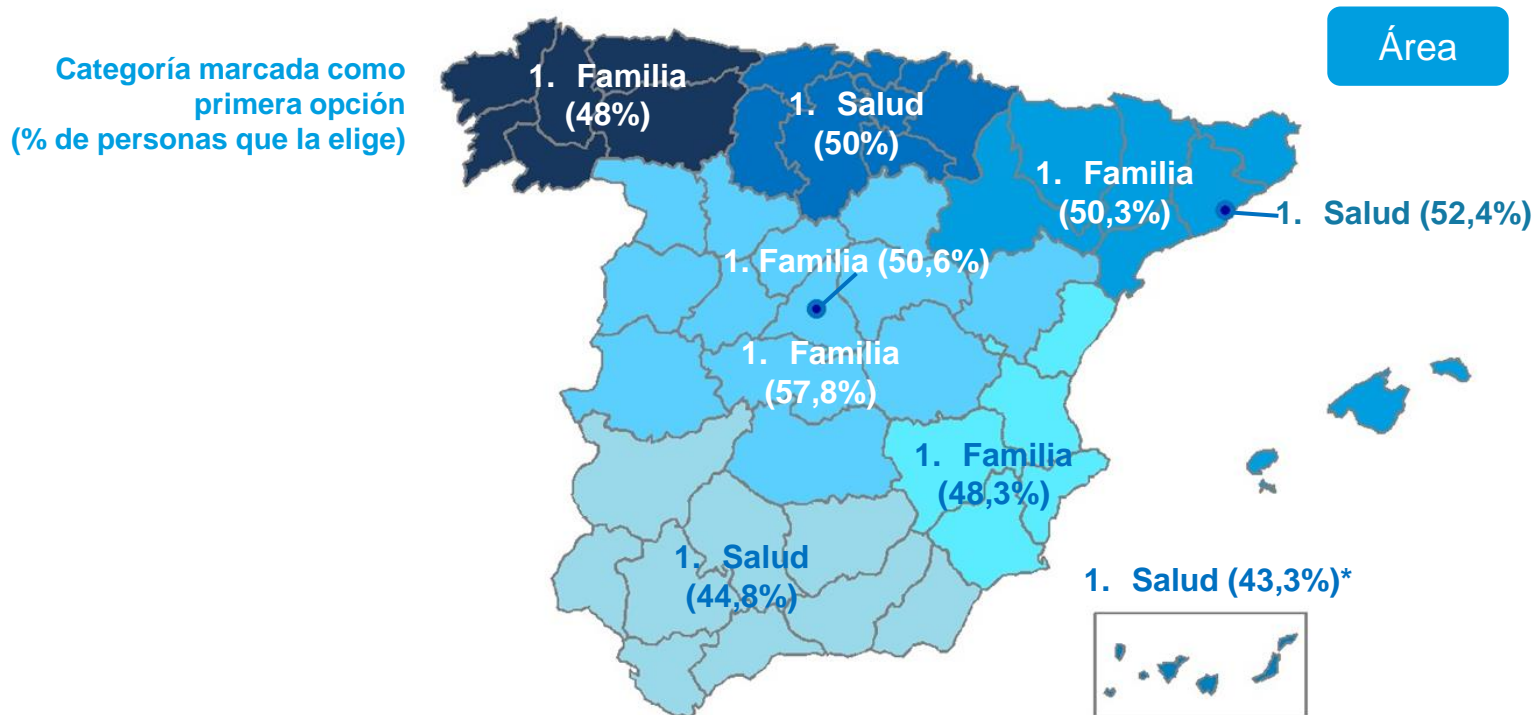 Área
Categoría marcada como
primera opción
(% de personas que la elige)
1. Familia
(48%)
1. Salud
(50%)
1. Familia
(50,3%)
1. Salud (52,4%)
1. Familia (50,6%)
1. Familia
(57,8%)
1. Familia
(48,3%)
1. Salud
(44,8%)
1. Salud (43,3%)*